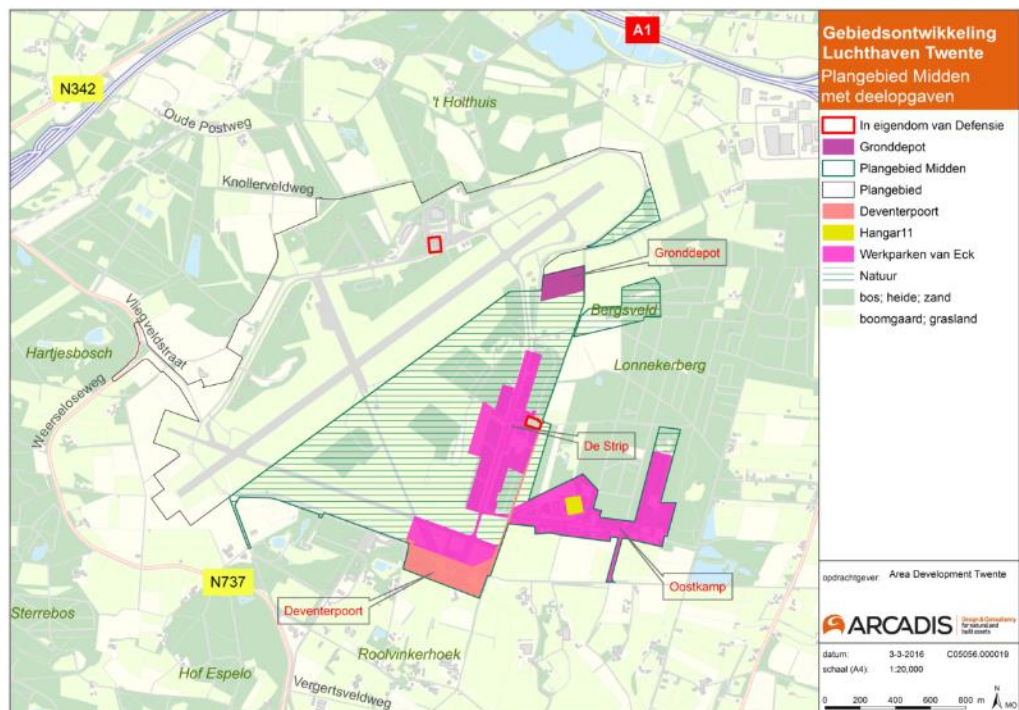 A1
N342
't Holthuis
Oude Postweg
Knollerveldweg
Gronddepot
Vliegveldstraat
Bergsveld
Hartjesbosch
Lonnekerberg
Weerseloseweg
De Strip
N737
Oostkamp
Deventerpoort
Sterrebos
Roolvinkerhoek
Hof Espelo
Vergertsveldweg
Gebiedsontwikkeling
Luchthaven Twente
Plangebied Midden
met deelopgaven
In eigendom van Defensie
Gronddepot
Plangebied Midden
Plangebied
Deventerpoort
Hangar11
Werkparken van Eck
Natuur
bos; heide; zand
boomgaard; grasland
opdrachtgever: Area Development Twente
ARCADIS
Design & Consultancy
for natural and
built assets
datum: 3-3-2016 C05056.000019
schaal (A4): 1:20,000
0 200 400 600 800 m
N
MO